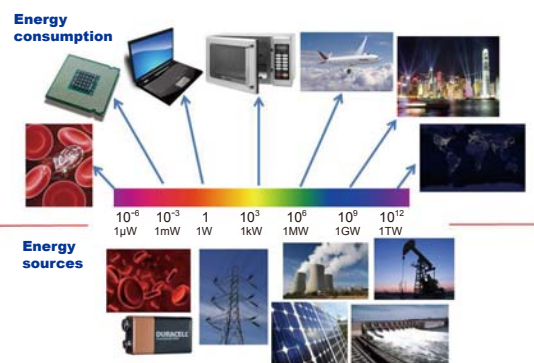 Energy
consumption
10⁻⁶ 10⁻³ 1 10³ 10⁶ 10⁹ 10¹²
1μW 1mW 1W 1kW 1MW 1GW 1TW
Energy
sources
DURACELL